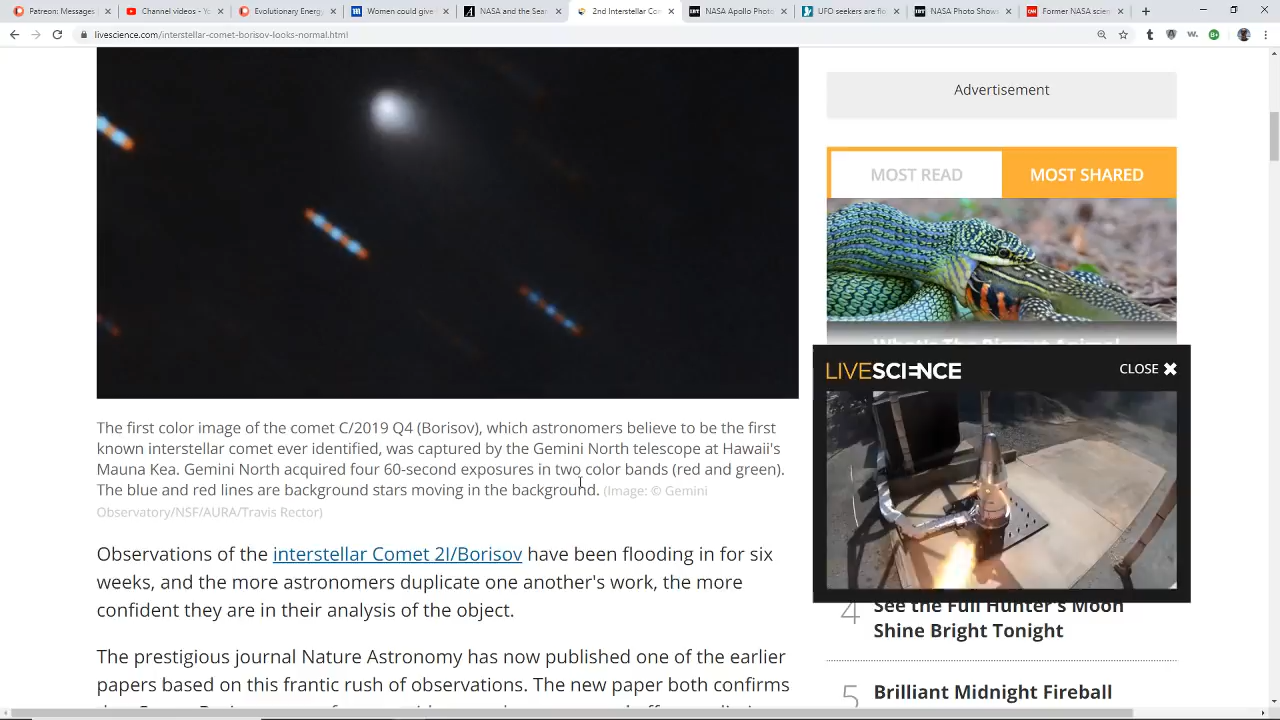 Patreon: Messages
Channel videos - Y
Evolutionary Energy
Women could give
NASA and the Sear
2nd Interstellar Co
NASA Apollo Photo
UFO seekers are flo
NASA Photo Shows
Former NASA scien
livescience.com/interstellar-comet-borisov-looks-normal.html
Advertisement
MOST READ
MOST SHARED
LIVESCIENCE
CLOSE
The first color image of the comet C/2019 Q4 (Borisov), which astronomers believe to be the first
known interstellar comet ever identified, was captured by the Gemini North telescope at Hawaii's
Mauna Kea. Gemini North acquired four 60-second exposures in two color bands (red and green).
The blue and red lines are background stars moving in the background. (Image: © Gemini
Observatory/NSF/AURA/Travis Rector)
Observations of the interstellar Comet 2I/Borisov have been flooding in for six
weeks, and the more astronomers duplicate one another's work, the more
confident they are in their analysis of the object.
The prestigious journal Nature Astronomy has now published one of the earlier
papers based on this frantic rush of observations. The new paper both confirms
4 See the Full Hunter's Moon
Shine Bright Tonight
5 Brilliant Midnight Fireball